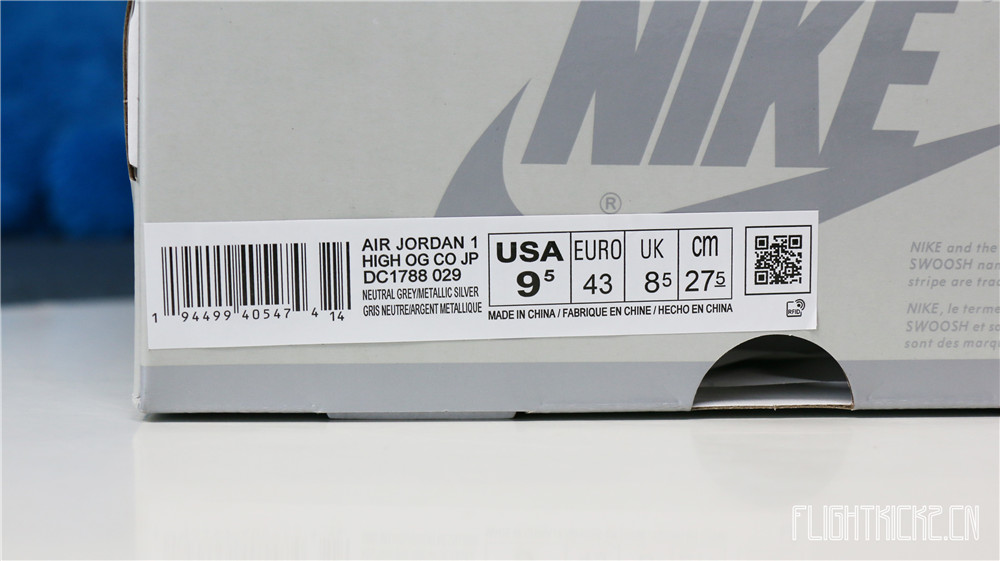 NIKE
®
AIR JORDAN 1
HIGH OG CO JP
DC1788 029
NEUTRAL GREY/METALLIC SILVER
GRIS NEUTRE/ARGENT METALLIQUE
1 94499 40547 4 14
USA
9 5
EURO
43
UK
8 5
cm
27 5
MADE IN CHINA / FABRIQUE EN CHINE / HECHO EN CHINA
RFID
NIKE and the
SWOOSH
stripe are
NIKE, le
SWOOSH et
sont des
FLIGHTKICKZ.CN